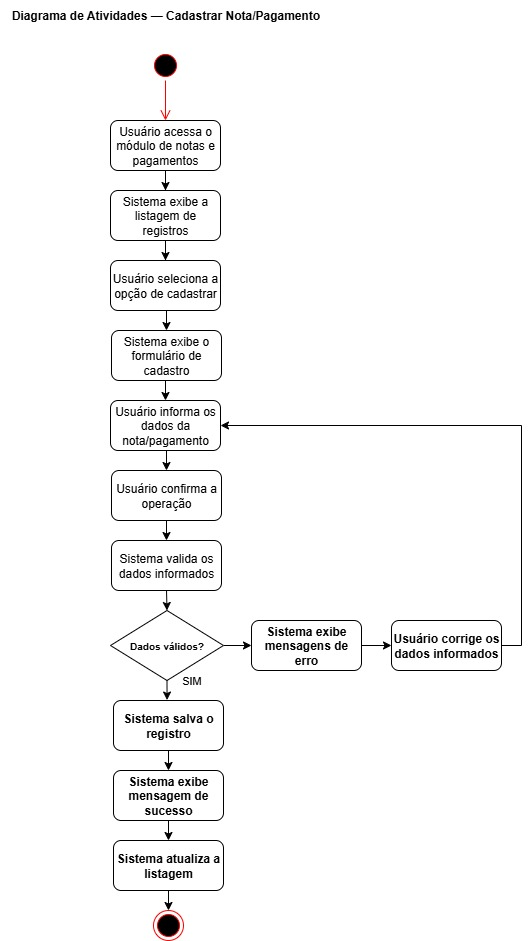 Diagrama de Atividades — Cadastrar Nota/Pagamento
Usuário acessa o
módulo de notas e
pagamentos
Sistema exibe a
listagem de
registros
Usuário seleciona a
opção de cadastrar
Sistema exibe o
formulário de
cadastro
Usuário informa os
dados da
nota/pagamento
Usuário confirma a
operação
Sistema valida os
dados informados
Dados válidos?
Sistema exibe
mensagens de
erro
Usuário corrige os
dados informados
SIM
Sistema salva o
registro
Sistema exibe
mensagem de
sucesso
Sistema atualiza a
listagem